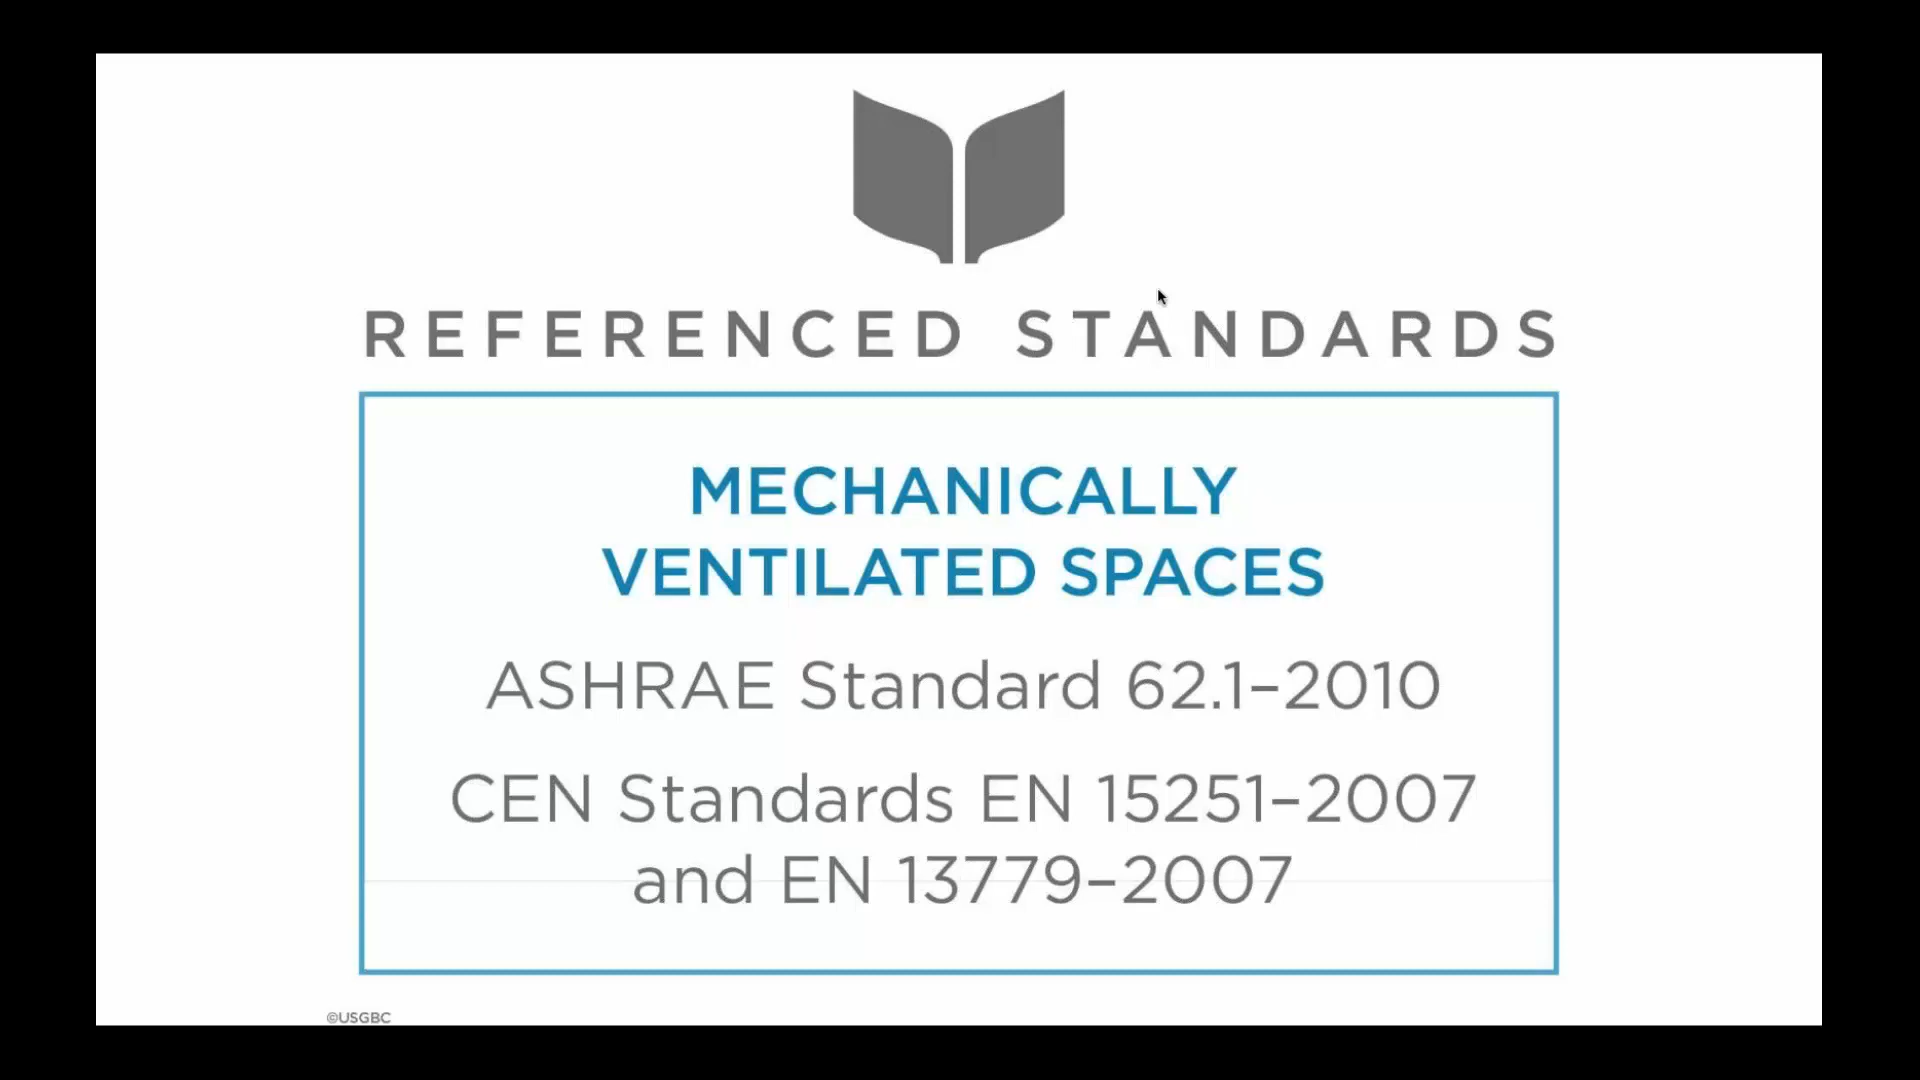 REFERENCED STANDARDS
MECHANICALLY
VENTILATED SPACES
ASHRAE Standard 62.1–2010
CEN Standards EN 15251–2007
and EN 13779–2007
©USGBC